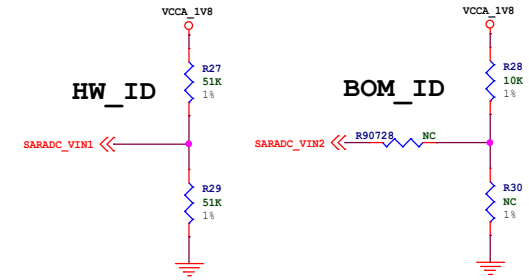 VCCA_1V8
R27
51K
1%
HW_ID
SARADC_VIN1
R29
51K
1%
VCCA_1V8
R28
10K
1%
BOM_ID
SARADC_VIN2
R90728 NC
R30
NC
1%